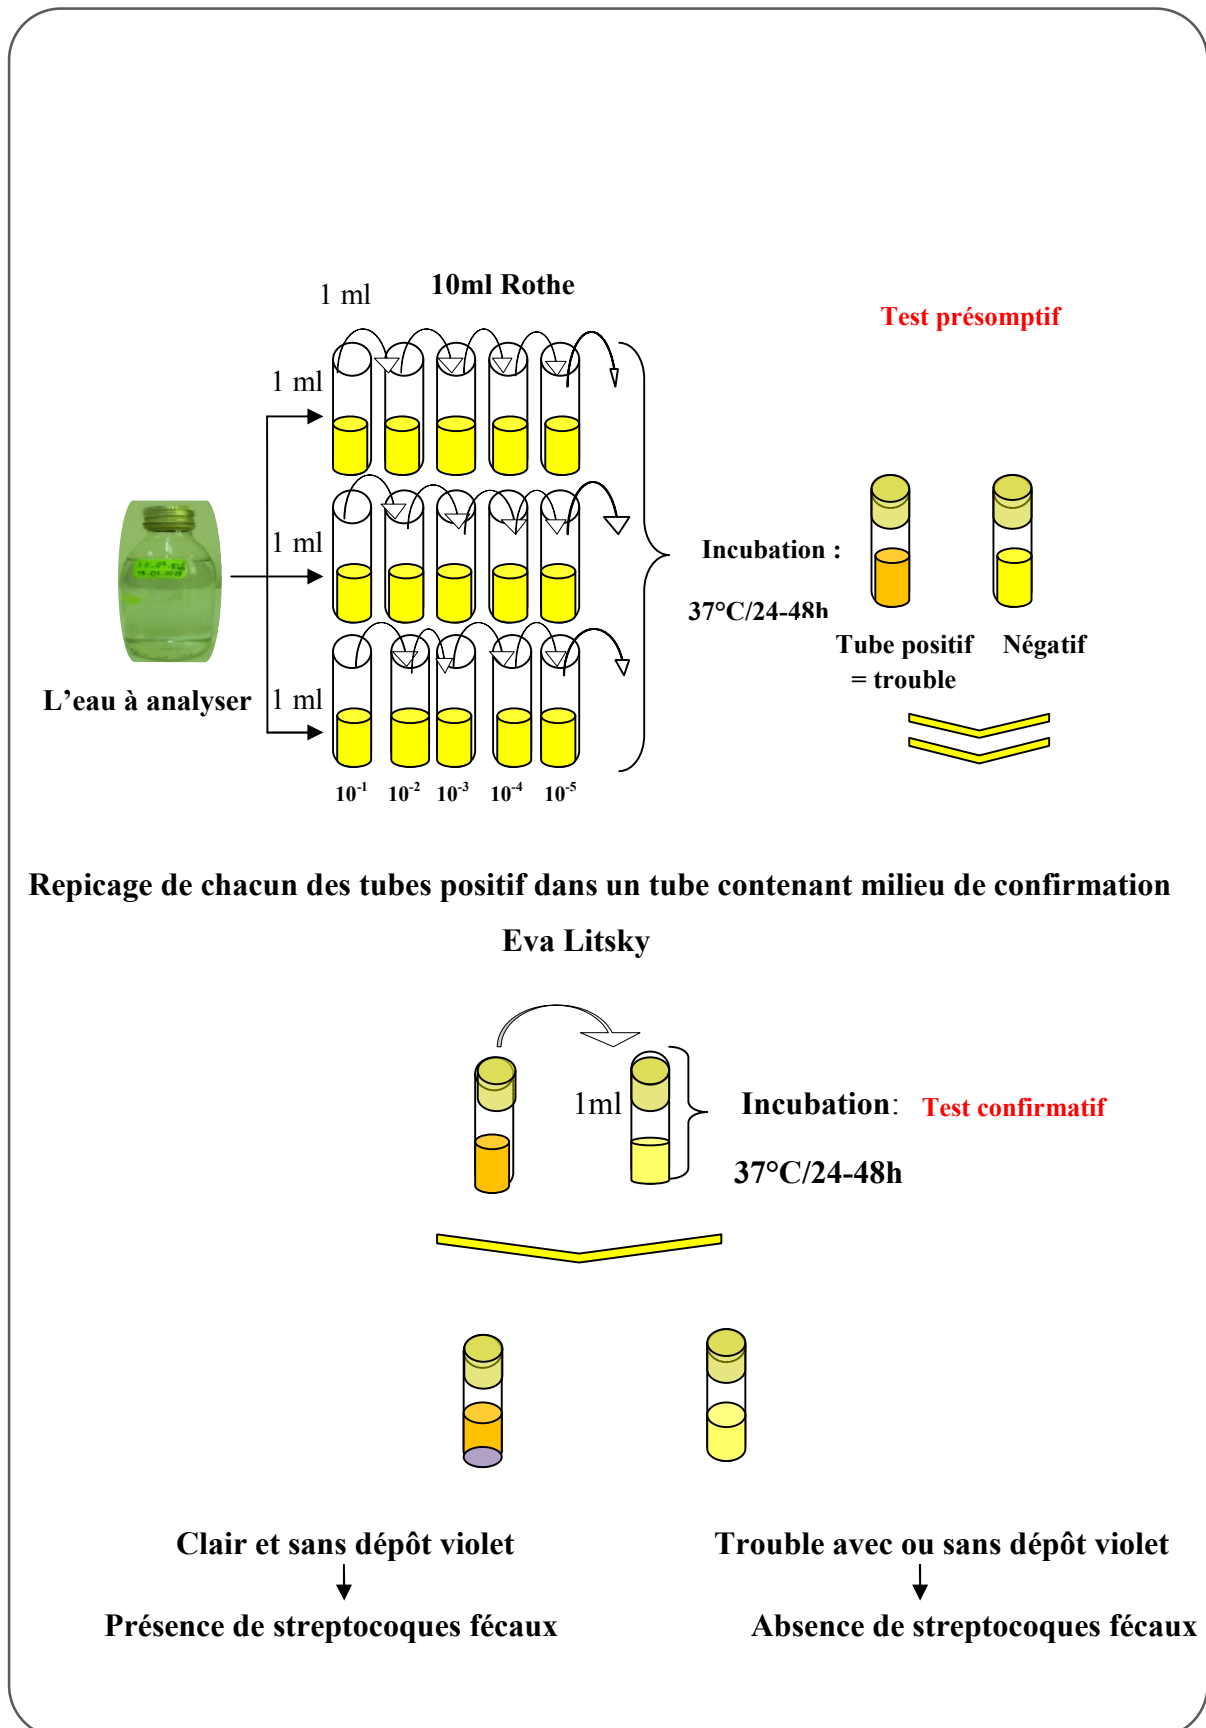 1 ml
10ml Rothe
Test présomptif
1 ml
1 ml
Incubation :
37°C/24-48h
Tube positif
= trouble
Négatif
L’eau à analyser
1 ml
10⁻¹ 10⁻² 10⁻³ 10⁻⁴ 10⁻⁵
Repicage de chacun des tubes positif dans un tube contenant milieu de confirmation
Eva Litsky
1ml
Incubation:
Test confirmatif
37°C/24-48h
Clair et sans dépôt violet
Trouble avec ou sans dépôt violet
Présence de streptocoques fécaux
Absence de streptocoques fécaux